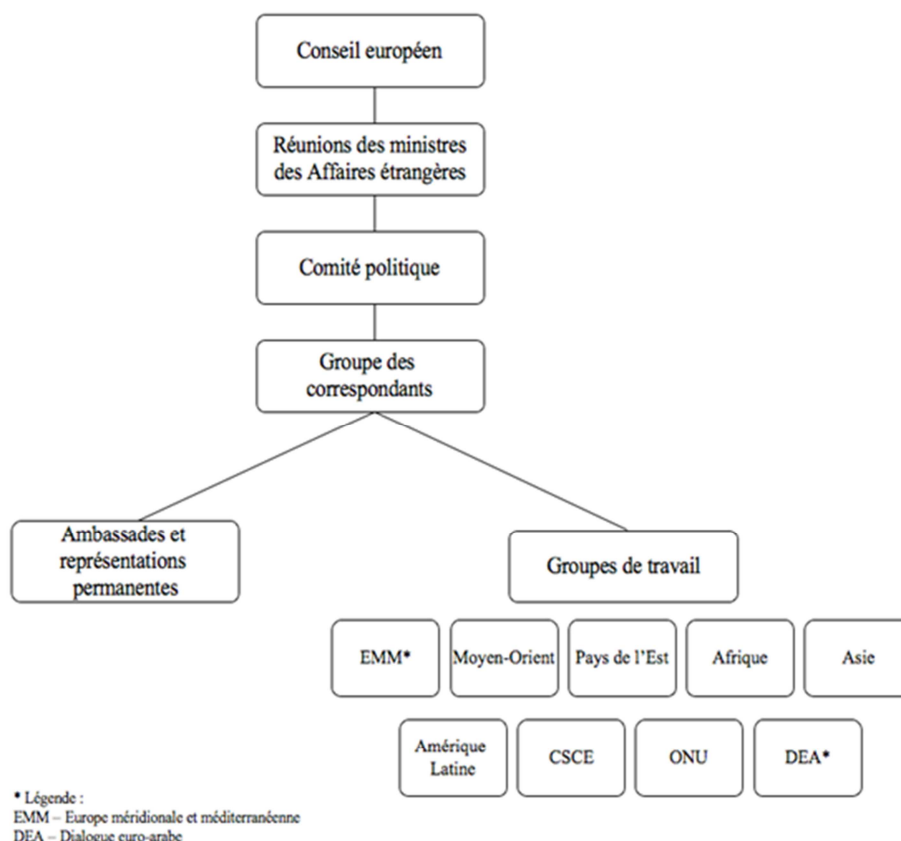 Conseil européen
Réunions des ministres
des Affaires étrangères
Comité politique
Groupe des
correspondants
Ambassades et
représentations
permanentes
Groupes de travail
EMM*
Moyen-Orient
Pays de l'Est
Afrique
Asie
Amérique
Latine
CSCE
ONU
DEA*
* Légende :
EMM – Europe méridionale et méditerranéenne
DEA – Dialogue euro-arabe